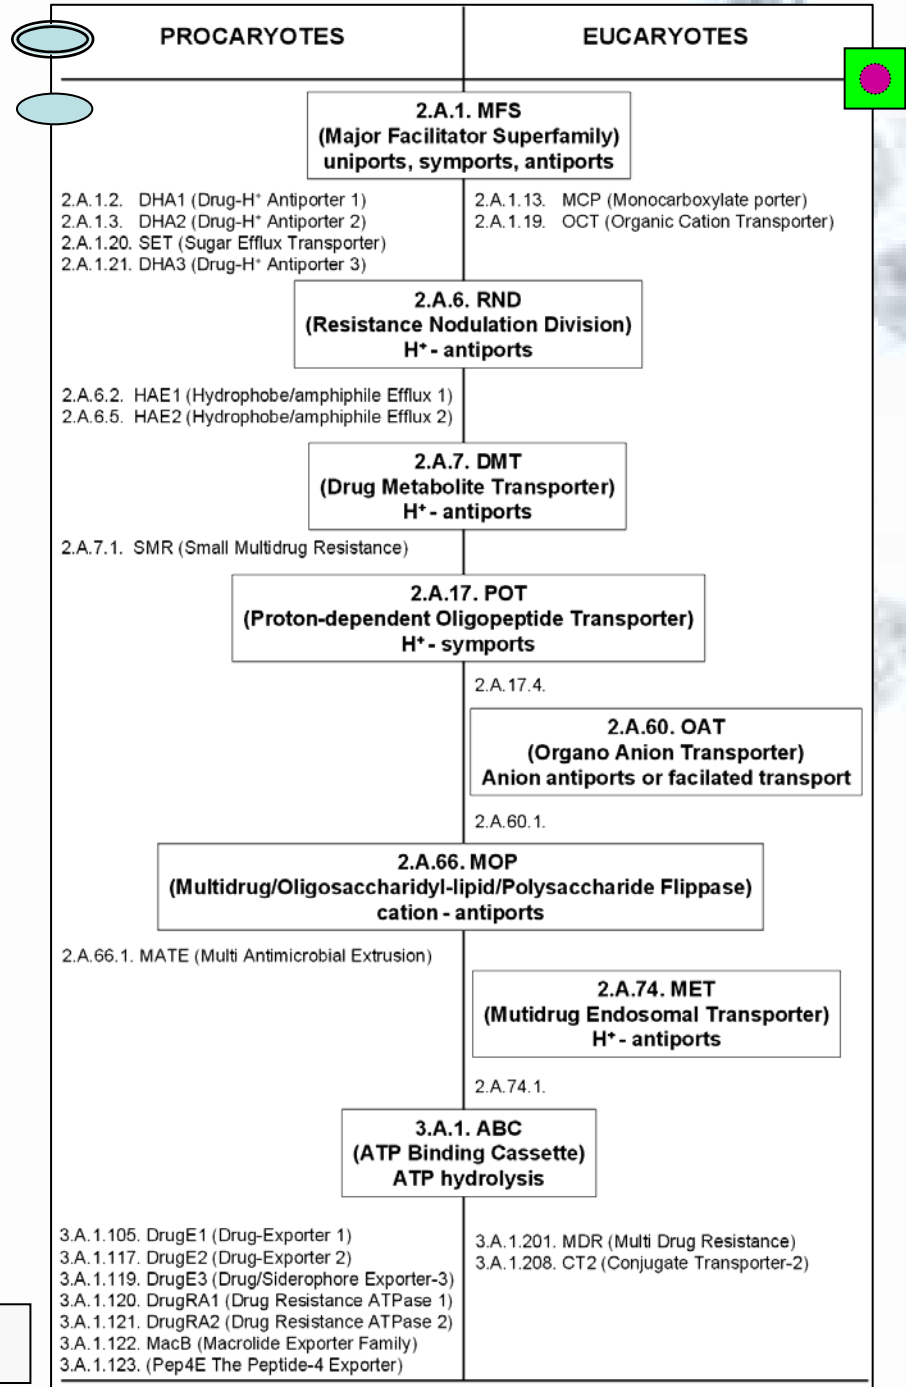 PROCARYOTES EUCARYOTES
2.A.1. MFS
(Major Facilitator Superfamily)
uniports, symports, antiports
2.A.1.2. DHA1 (Drug-H⁺ Antiporter 1)
2.A.1.3. DHA2 (Drug-H⁺ Antiporter 2)
2.A.1.20. SET (Sugar Efflux Transporter)
2.A.1.21. DHA3 (Drug-H⁺ Antiporter 3)
2.A.1.13. MCP (Monocarboxylate porter)
2.A.1.19. OCT (Organic Cation Transporter)
2.A.6. RND
(Resistance Nodulation Division)
H⁺ - antiports
2.A.6.2. HAE1 (Hydrophobe/amphiphile Efflux 1)
2.A.6.5. HAE2 (Hydrophobe/amphiphile Efflux 2)
2.A.7. DMT
(Drug Metabolite Transporter)
H⁺ - antiports
2.A.7.1. SMR (Small Multidrug Resistance)
2.A.17. POT
(Proton-dependent Oligopeptide Transporter)
H⁺ - symports
2.A.17.4.
2.A.60. OAT
(Organo Anion Transporter)
Anion antiports or facilated transport
2.A.60.1.
2.A.66. MOP
(Multidrug/Oligosaccharidyl-lipid/Polysaccharide Flippase)
cation - antiports
2.A.66.1. MATE (Multi Antimicrobial Extrusion)
2.A.74. MET
(Mutidrug Endosomal Transporter)
H⁺ - antiports
2.A.74.1.
3.A.1. ABC
(ATP Binding Cassette)
ATP hydrolysis
3.A.1.105. DrugE1 (Drug-Exporter 1)
3.A.1.117. DrugE2 (Drug-Exporter 2)
3.A.1.119. DrugE3 (Drug/Siderophore Exporter-3)
3.A.1.120. DrugRA1 (Drug Resistance ATPase 1)
3.A.1.121. DrugRA2 (Drug Resistance ATPase 2)
3.A.1.122. MacB (Macrolide Exporter Family)
3.A.1.123. (Pep4E The Peptide-4 Exporter)
3.A.1.201. MDR (Multi Drug Resistance)
3.A.1.208. CT2 (Conjugate Transporter-2)